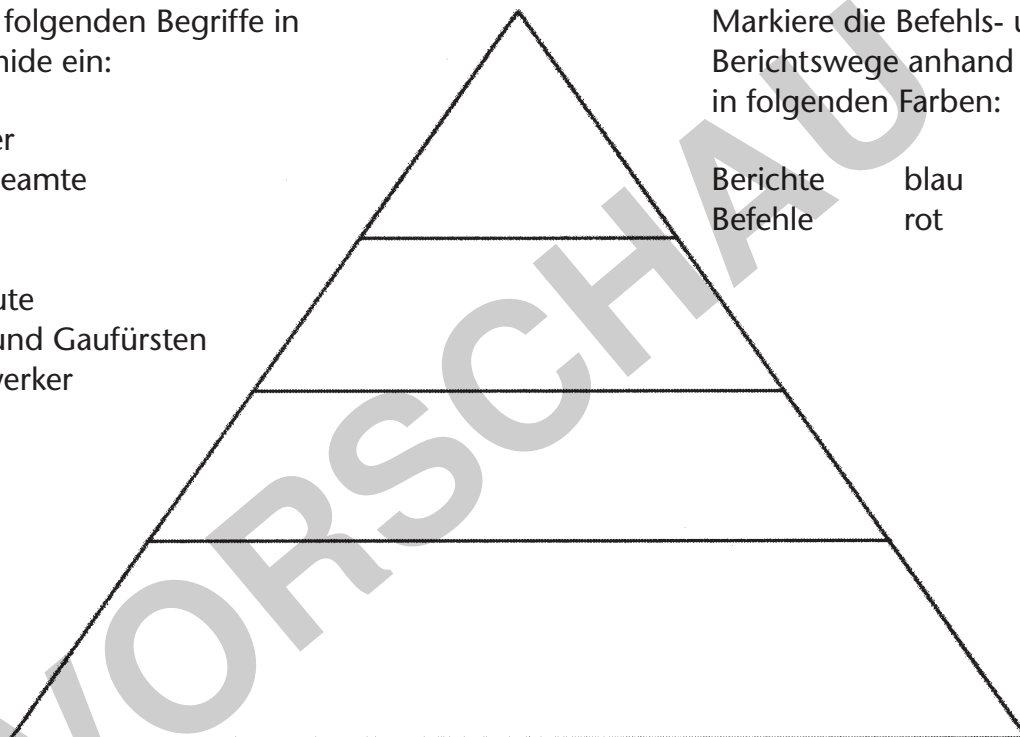 folgenden Begriffe in
nide ein:
er
eamte
ute
und Gaufürsten
verker
Markiere die Befehls- u
Berichtswege anhand
in folgenden Farben:
Berichte blau
Befehle rot
VORSCHAU